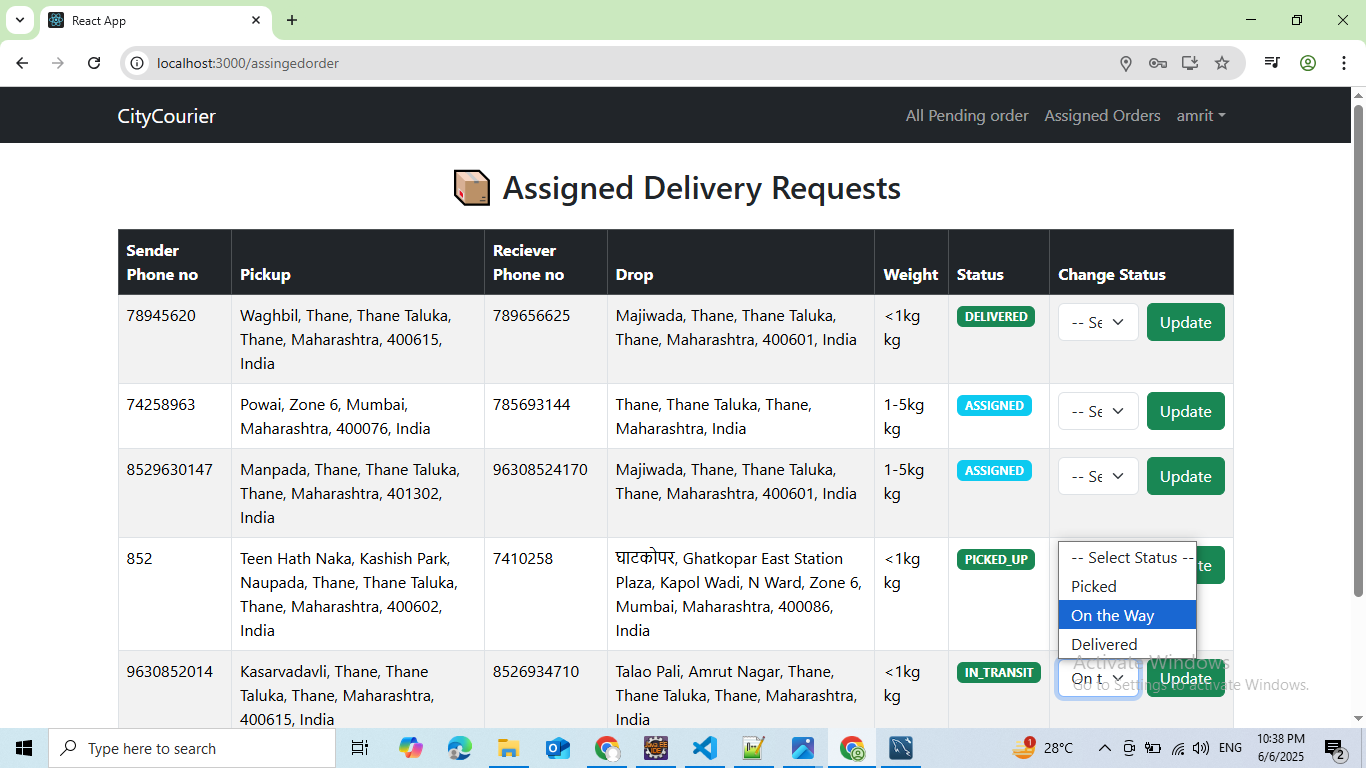 React App
localhost:3000/assingedorder
CityCourier
All Pending order
Assigned Orders
amrit
Assigned Delivery Requests
Sender Phone no
Pickup
Reciever Phone no
Drop
Weight
Status
Change Status
78945620
Waghbil, Thane, Thane Taluka,
Thane, Maharashtra, 400615,
India
789656625
Majiwada, Thane, Thane Taluka,
Thane, Maharashtra, 400601, India
<1kg
kg
DELIVERED
-- Se
Update
74258963
Powai, Zone 6, Mumbai,
Maharashtra, 400076, India
785693144
Thane, Thane Taluka, Thane,
Maharashtra, India
1-5kg
kg
ASSIGNED
-- Se
Update
8529630147
Manpada, Thane, Thane Taluka,
Thane, Maharashtra, 401302,
India
96308524170
Majiwada, Thane, Thane Taluka,
Thane, Maharashtra, 400601, India
1-5kg
kg
ASSIGNED
-- Se
Update
852
Teen Hath Naka, Kashish Park,
Naupada, Thane, Thane Taluka,
Thane, Maharashtra, 400602,
India
7410258
घाटकोपर, Ghatkopar East Station
Plaza, Kapol Wadi, N Ward, Zone 6,
Mumbai, Maharashtra, 400086,
India
<1kg
kg
PICKED_UP
-- Select Status --
Picked
On the Way
Delivered
te
9630852014
Kasarvadavli, Thane, Thane
Taluka, Thane, Maharashtra,
400615, India
8526934710
Talao Pali, Amrut Nagar, Thane,
Thane Taluka, Thane, Maharashtra,
India
<1kg
kg
IN_TRANSIT
On t
Update
Activate Windows
Go to Settings to activate Windows.
Type here to search
1
28°C
ENG
10:38 PM
6/6/2025
2